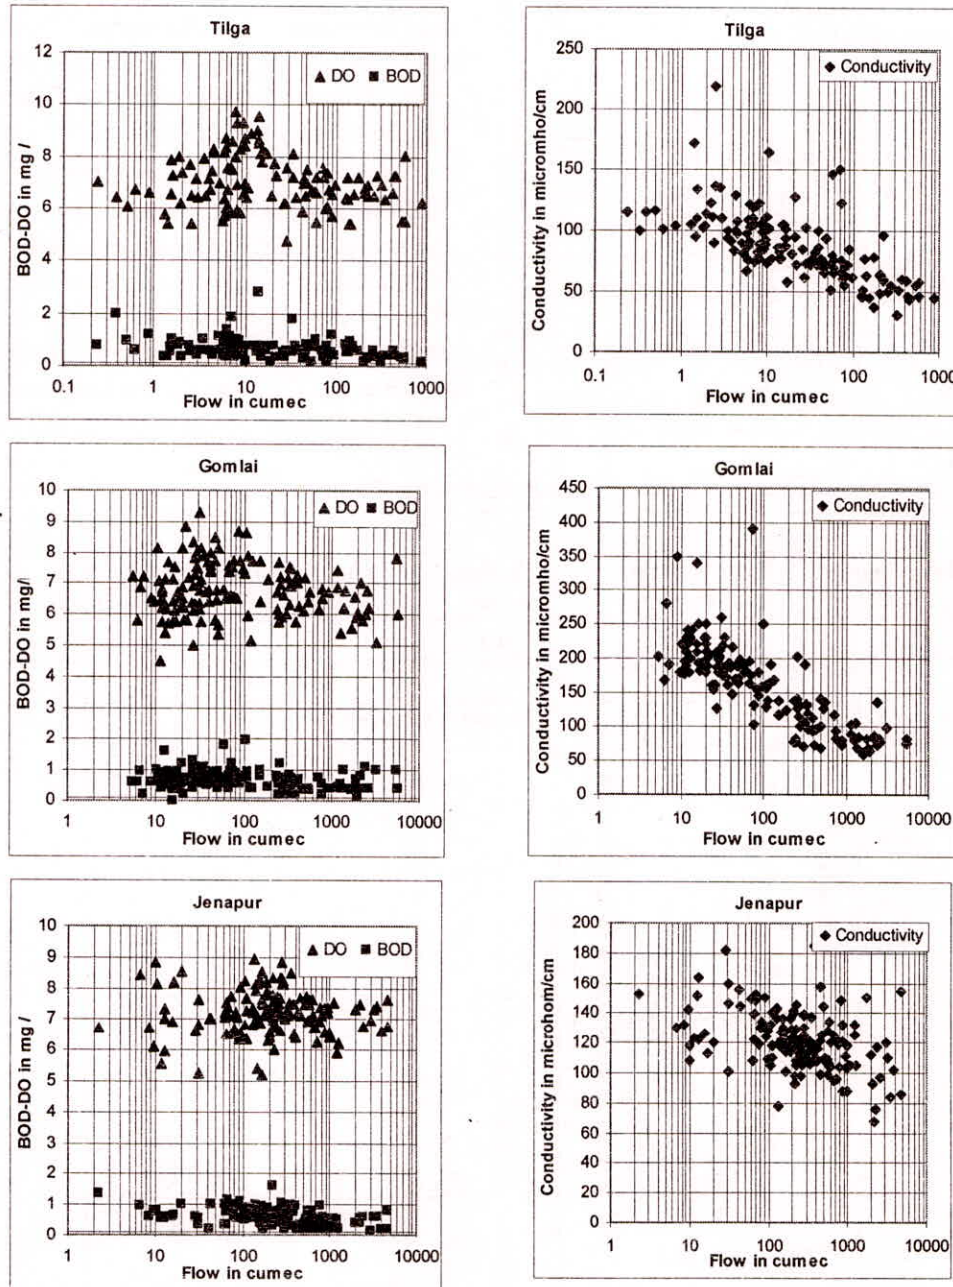 Tilga
12
10
8
6
4
2
0
▲ DO ■ BOD
BOD-DO in mg /
0.1 1 10 100 1000
Flow in cumec
Tilga
250
200
150
100
50
0
◆ Conductivity
Conductivity in micromho/cm
0.1 1 10 100 1000
Flow in cumec
Gomlai
10
9
8
7
6
5
4
3
2
1
0
▲ DO ■ BOD
BOD-DO in mg/l
1 10 100 1000 10000
Flow in cumec
Gomlai
450
400
350
300
250
200
150
100
50
0
◆ Conductivity
Conductivity in micromho/cm
1 10 100 1000 10000
Flow in cumec
Jenapur
10
9
8
7
6
5
4
3
2
1
0
▲ DO ■ BOD
BOD-DO in mg/l
1 10 100 1000 10000
Flow in cumec
Jenapur
200
180
160
140
120
100
80
60
40
20
0
◆ Conductivity
Conductivity in microhom/cm
1 10 100 1000 10000
Flow in cumec